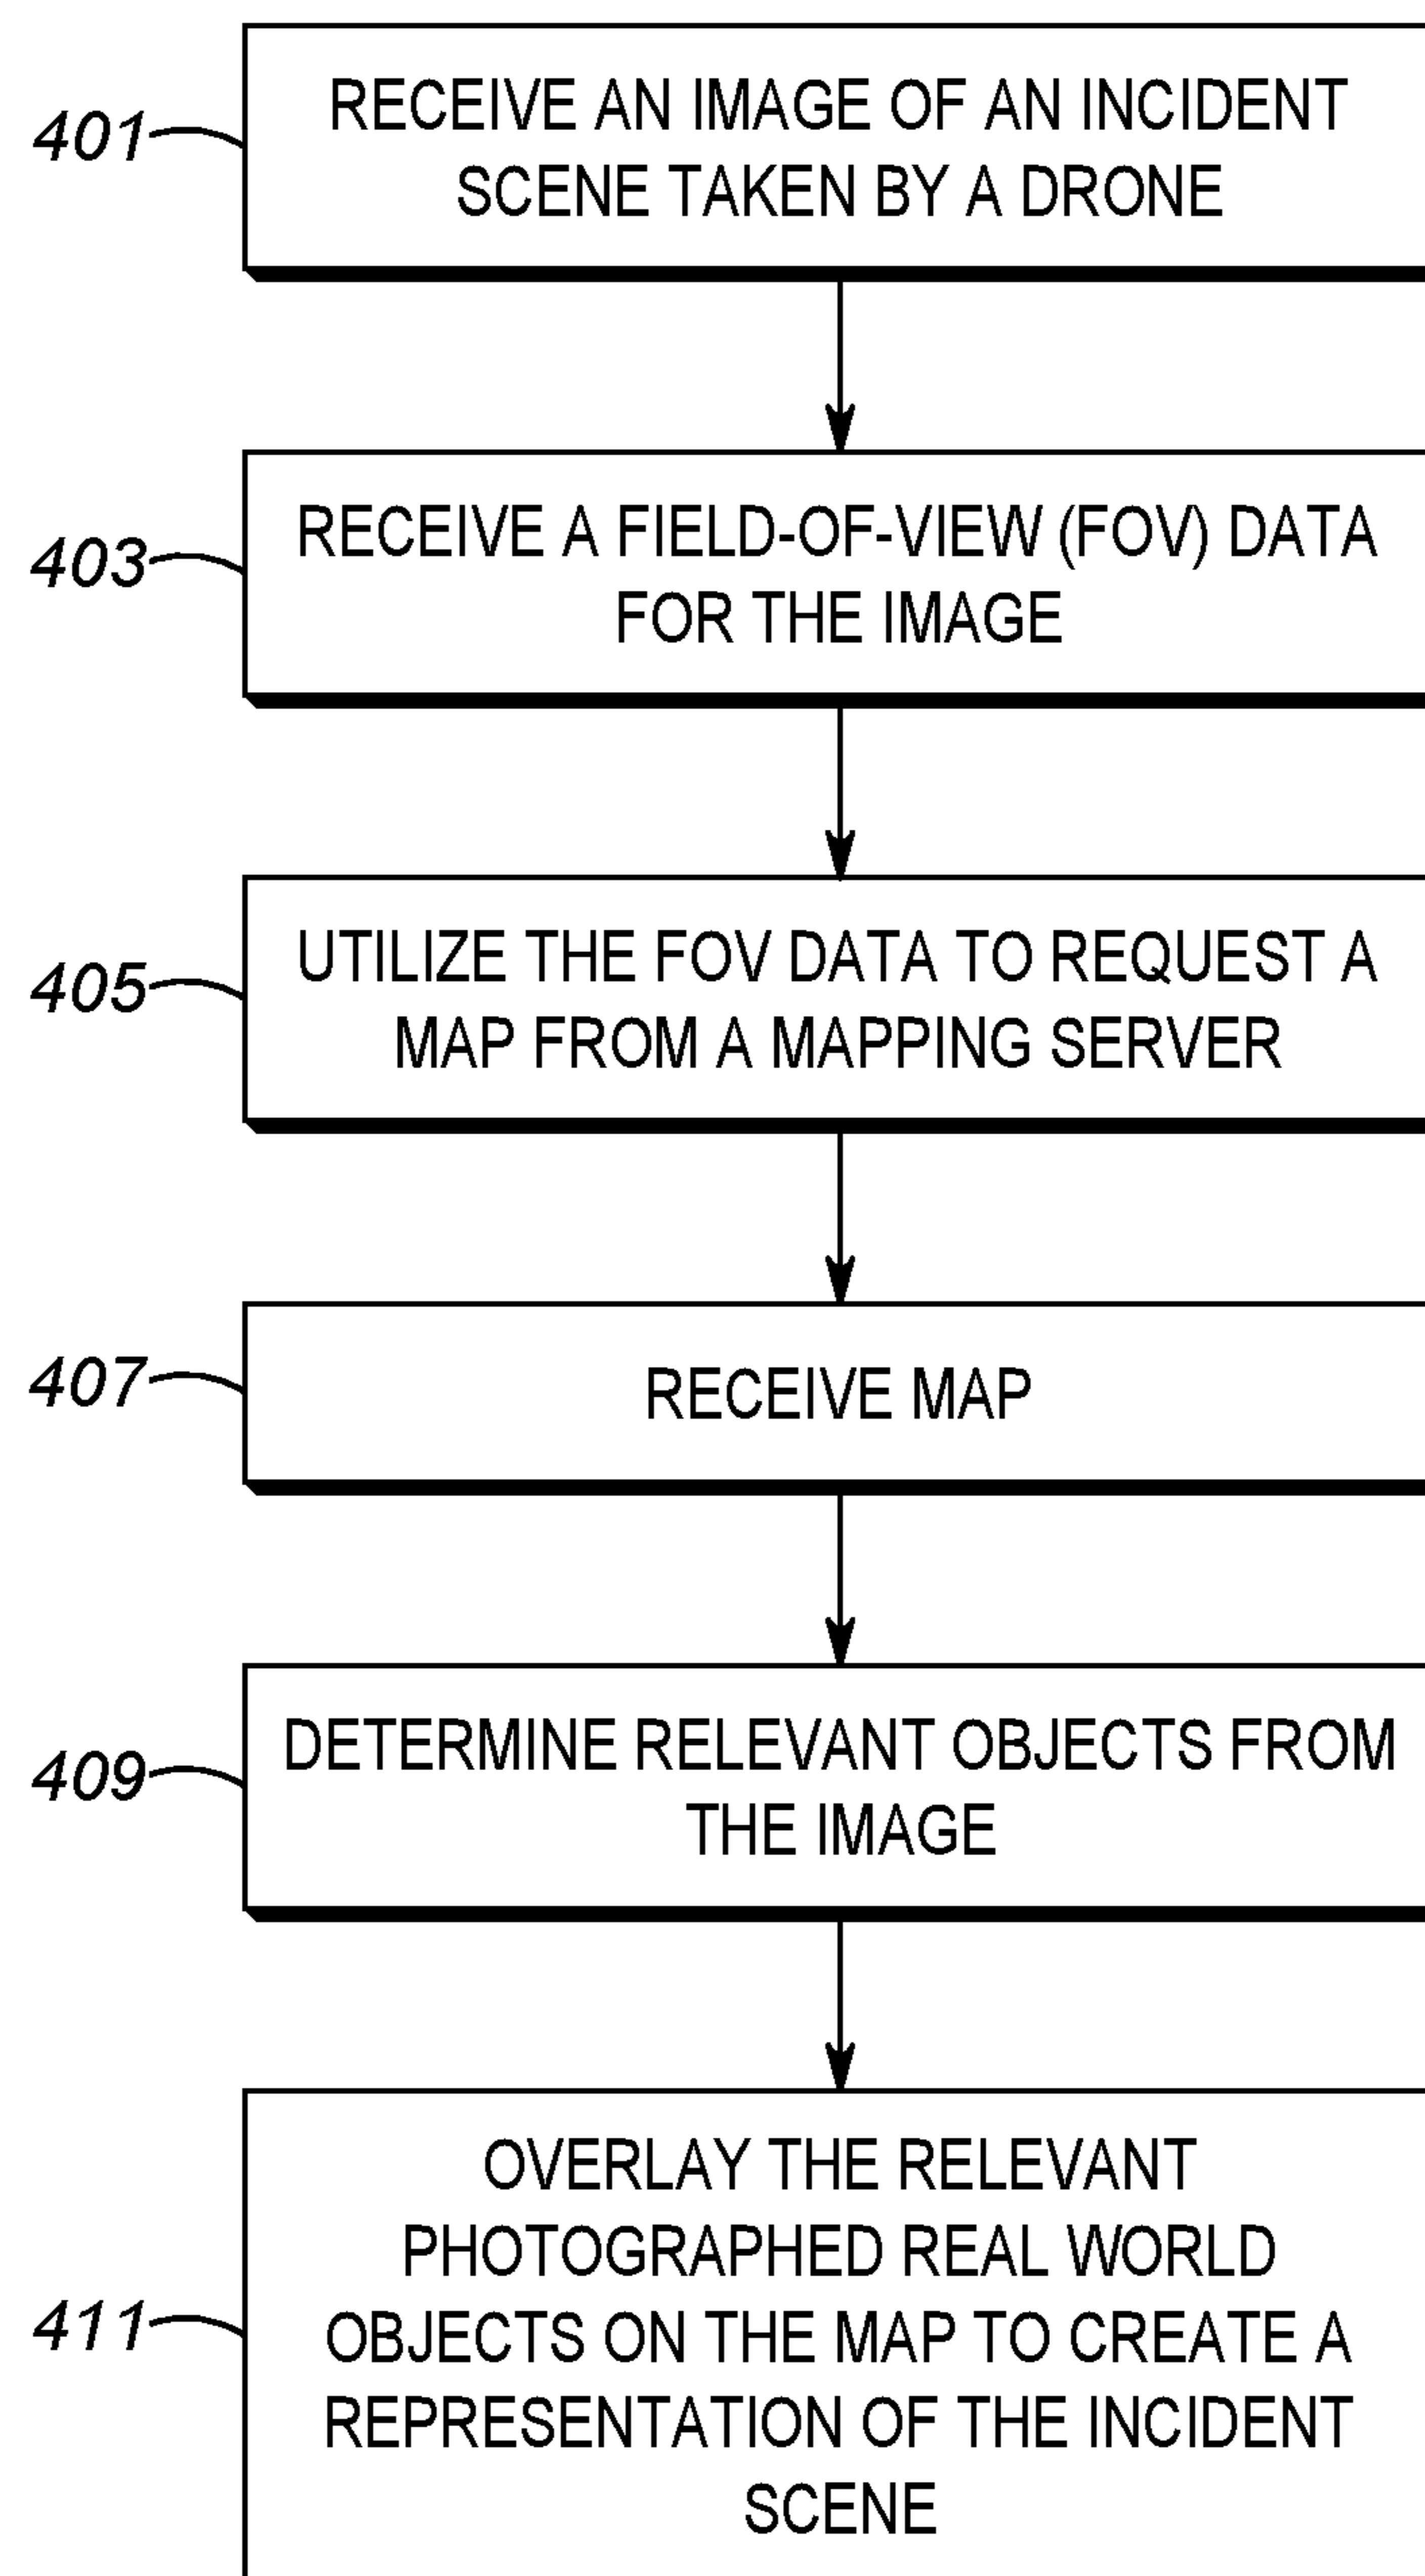 401
RECEIVE AN IMAGE OF AN INCIDENT
SCENE TAKEN BY A DRONE
403
RECEIVE A FIELD-OF-VIEW (FOV) DATA
FOR THE IMAGE
405
UTILIZE THE FOV DATA TO REQUEST A
MAP FROM A MAPPING SERVER
407
RECEIVE MAP
409
DETERMINE RELEVANT OBJECTS FROM
THE IMAGE
411
OVERLAY THE RELEVANT
PHOTOGRAPHED REAL WORLD
OBJECTS ON THE MAP TO CREATE A
REPRESENTATION OF THE INCIDENT
SCENE